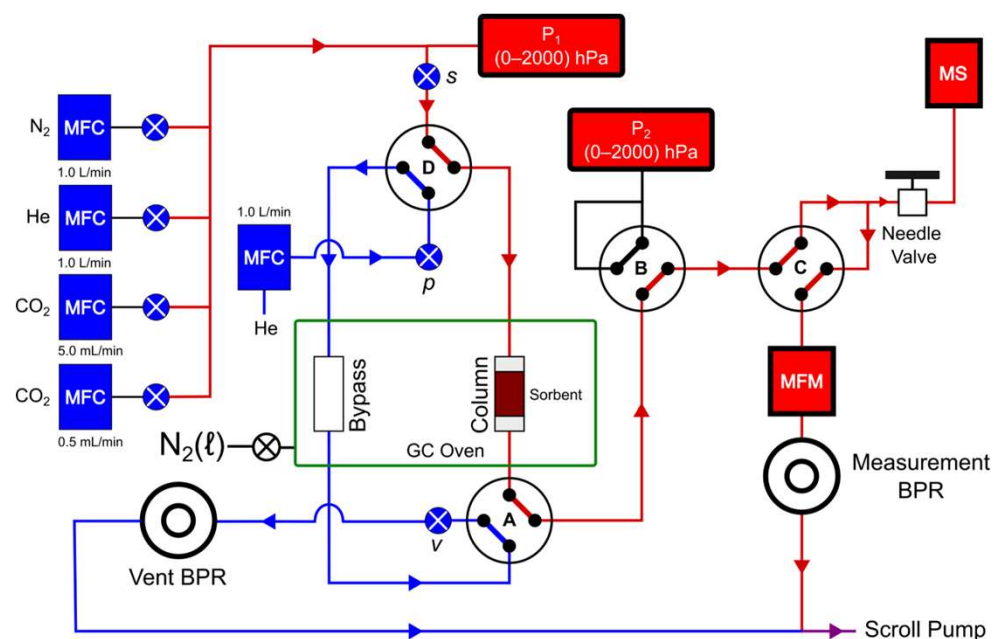 P₁
(0–2000) hPa
MS
s
N₂
MFC
1.0 L/min
P₂
(0–2000) hPa
D
He
MFC
1.0 L/min
1.0 L/min
MFC
He
p
B
C
Needle
Valve
CO₂
MFC
5.0 mL/min
CO₂
MFC
0.5 mL/min
Bypass
Column
Sorbent
GC Oven
N₂(ℓ)
MFM
Measurement
BPR
A
v
Vent BPR
Scroll Pump